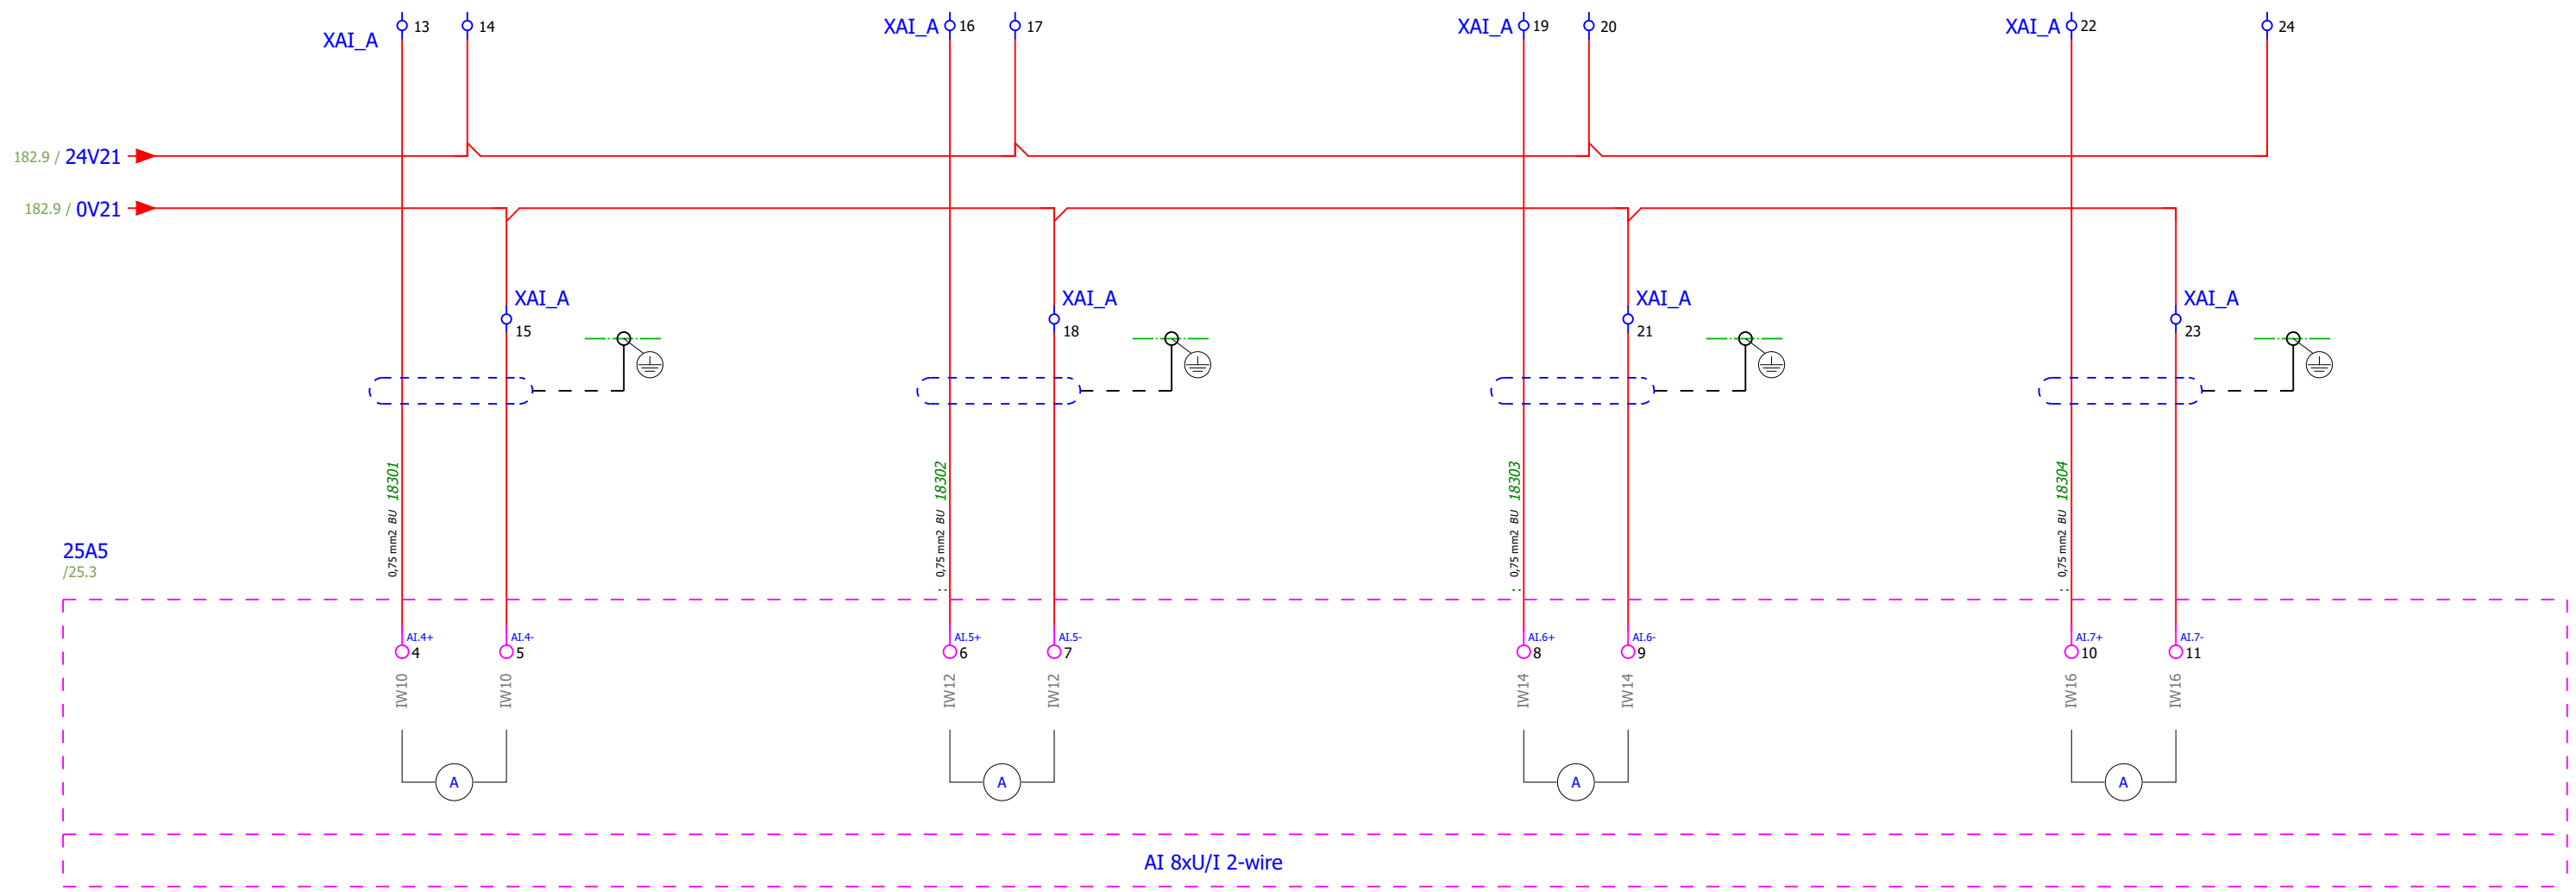 XAI_A 13 14 XAI_A 16 17 XAI_A 19 20 XAI_A 22 24
182.9 / 24V21
182.9 / 0V21
XAI_A XAI_A XAI_A XAI_A
15 18 21 23
0,75 mm2 BU 18301
0,75 mm2 BU 18302
0,75 mm2 BU 18303
0,75 mm2 BU 18304
25A5
/25.3
AI.4+ AI.4- AI.5+ AI.5- AI.6+ AI.6- AI.7+ AI.7-
4 5 6 7 8 9 10 11
IW10 IW10 IW12 IW12 IW14 IW14 IW16 IW16
A A A A
AI 8xU/I 2-wire